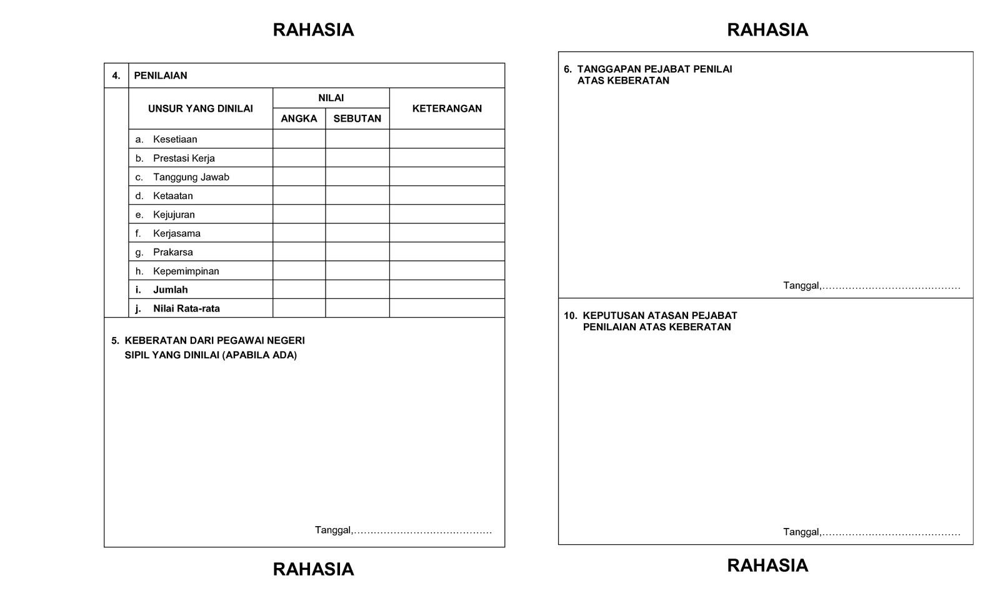 RAHASIA
4. PENILAIAN
UNSUR YANG DINILAI
NILAI
KETERANGAN
ANGKA SEBUTAN
a. Kesetiaan
b. Prestasi Kerja
c. Tanggung Jawab
d. Ketaatan
e. Kejujuran
f. Kerjasama
g. Prakarsa
h. Kepemimpinan
i. Jumlah
j. Nilai Rata-rata
5. KEBERATAN DARI PEGAWAI NEGERI
SIPIL YANG DINILAI (APABILA ADA)
Tanggal,……………………………………
RAHASIA
RAHASIA
6. TANGGAPAN PEJABAT PENILAI
ATAS KEBERATAN
Tanggal,……………………………………
10. KEPUTUSAN ATASAN PEJABAT
PENILAIAN ATAS KEBERATAN
Tanggal,……………………………………
RAHASIA